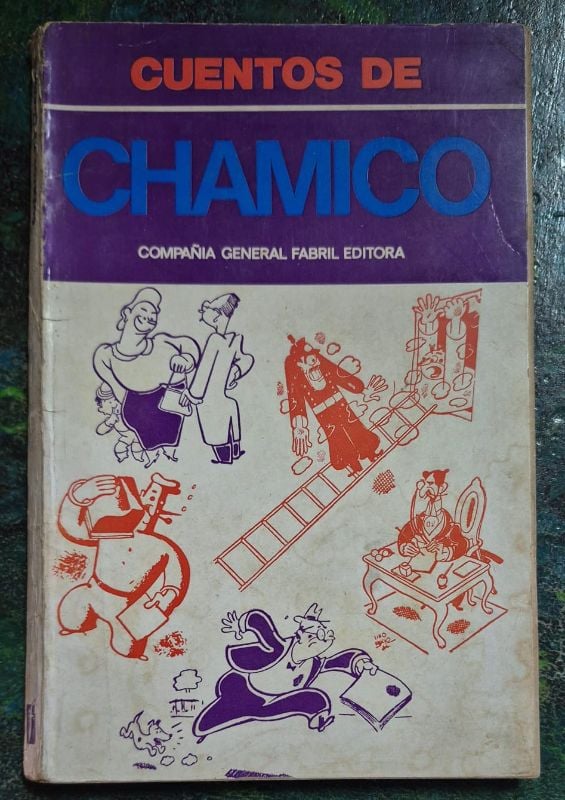 CUENTOS DE
CHAMICO
COMPAÑIA GENERAL FABRIL EDITORA